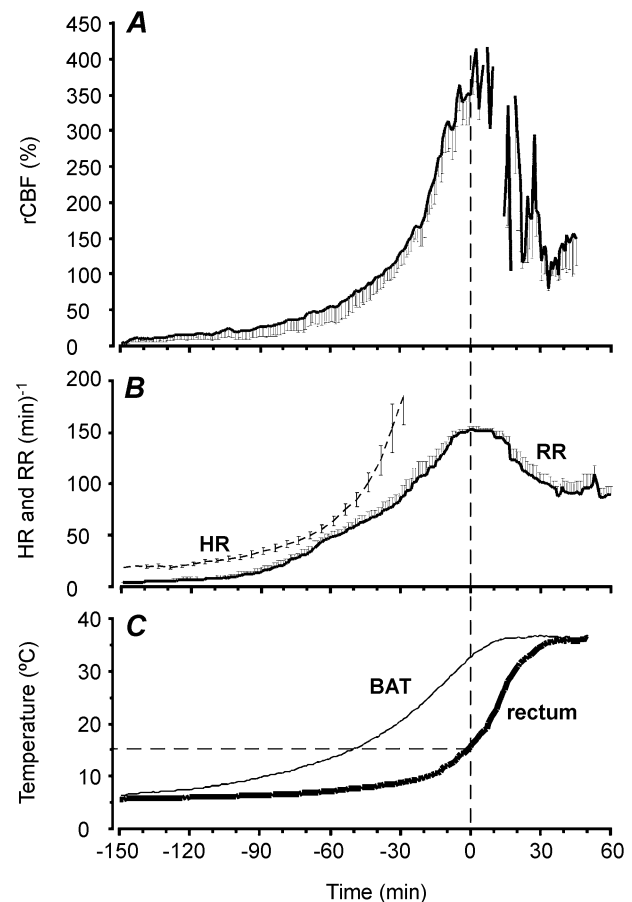 A
450
400
350
300
250
200
150
100
50
0
rCBF (%)
B
200
150
100
50
0
HR and RR (min)-1
HR
RR
C
40
30
20
10
0
Temperature (ºC)
BAT
rectum
-150 -120 -90 -60 -30 0 30 60
Time (min)